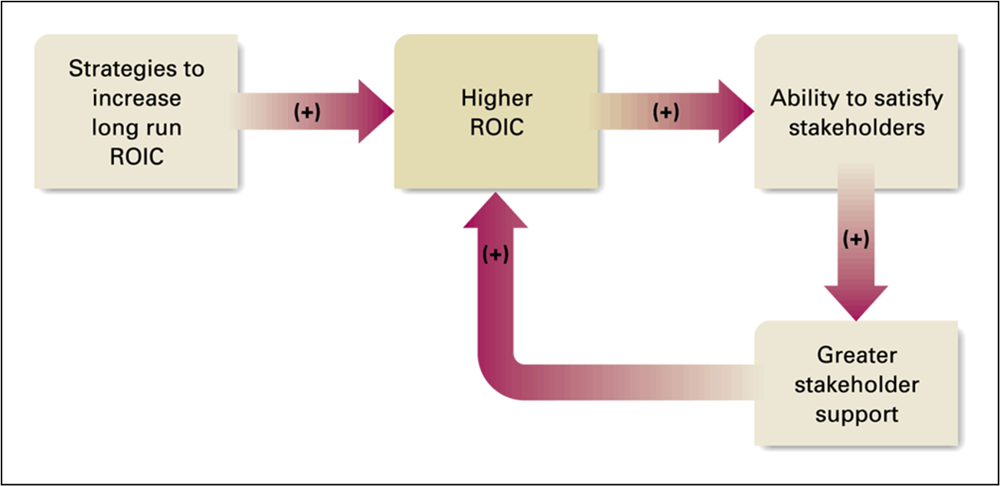 Strategies to
increase
long run
ROIC
(+)
Higher
ROIC
(+)
Ability to satisfy
stakeholders
(+)
(+)
Greater
stakeholder
support